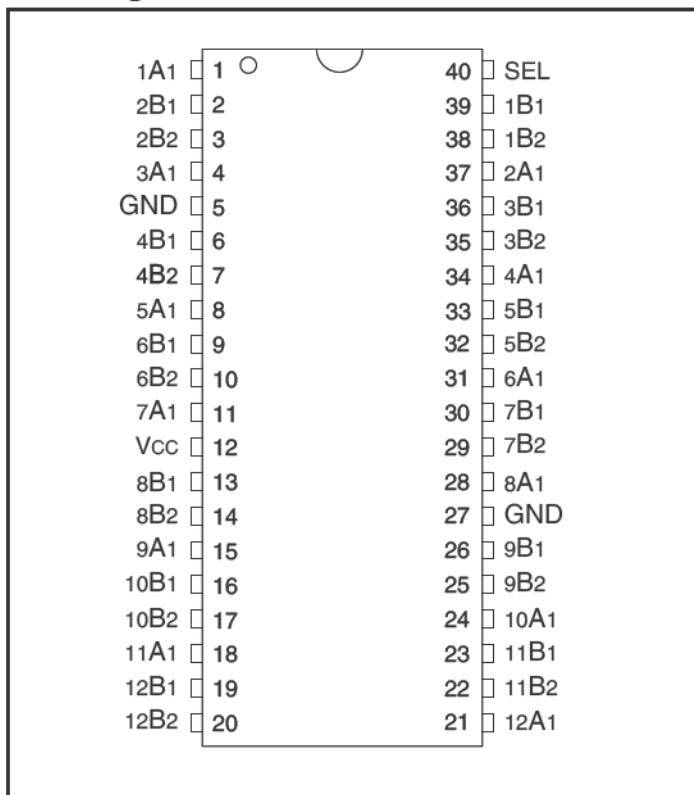 1A1 1 40 SEL
2B1 2 39 1B1
2B2 3 38 1B2
3A1 4 37 2A1
GND 5 36 3B1
4B1 6 35 3B2
4B2 7 34 4A1
5A1 8 33 5B1
6B1 9 32 5B2
6B2 10 31 6A1
7A1 11 30 7B1
VCC 12 29 7B2
8B1 13 28 8A1
8B2 14 27 GND
9A1 15 26 9B1
10B1 16 25 9B2
10B2 17 24 10A1
11A1 18 23 11B1
12B1 19 22 11B2
12B2 20 21 12A1